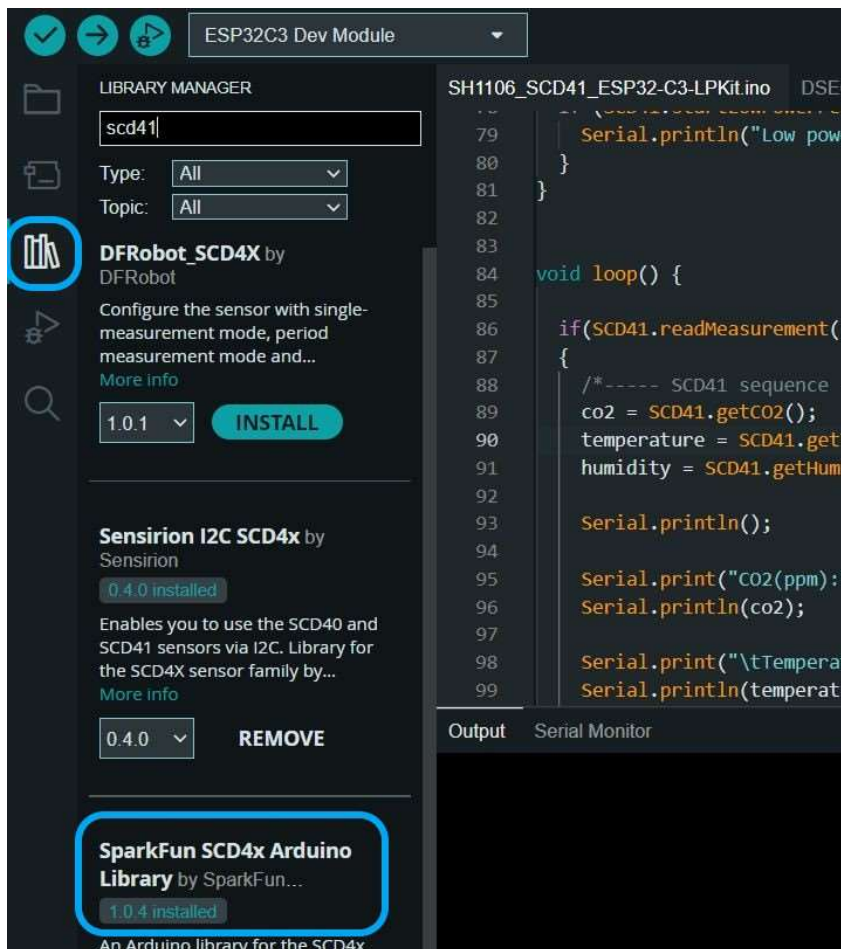 ESP32C3 Dev Module
LIBRARY MANAGER
scd41
Type: All
Topic: All
DFRobot_SCD4X by
DFRobot
Configure the sensor with single-
measurement mode, period
measurement mode and...
More info
1.0.1
INSTALL
Sensirion I2C SCD4x by
Sensirion
0.4.0 installed
Enables you to use the SCD40 and
SCD41 sensors via I2C. Library for
the SCD4X sensor family by...
More info
0.4.0
REMOVE
SparkFun SCD4x Arduino
Library by SparkFun...
1.0.4 installed
An Arduino library for the SCD4x
SH1106_SCD41_ESP32-C3-LPKit.ino DSE
79 Serial.println("Low pow
80 }
81 }
82
83
84 void loop() {
85
86 if(SCD41.readMeasurement(
87 {
88 /*----- SCD41 sequence
89 co2 = SCD41.getCO2();
90 temperature = SCD41.get
91 humidity = SCD41.getHum
92
93 Serial.println();
94
95 Serial.print("CO2(ppm):
96 Serial.println(co2);
97
98 Serial.print("\tTempera
99 Serial.println(temperat
Output Serial Monitor